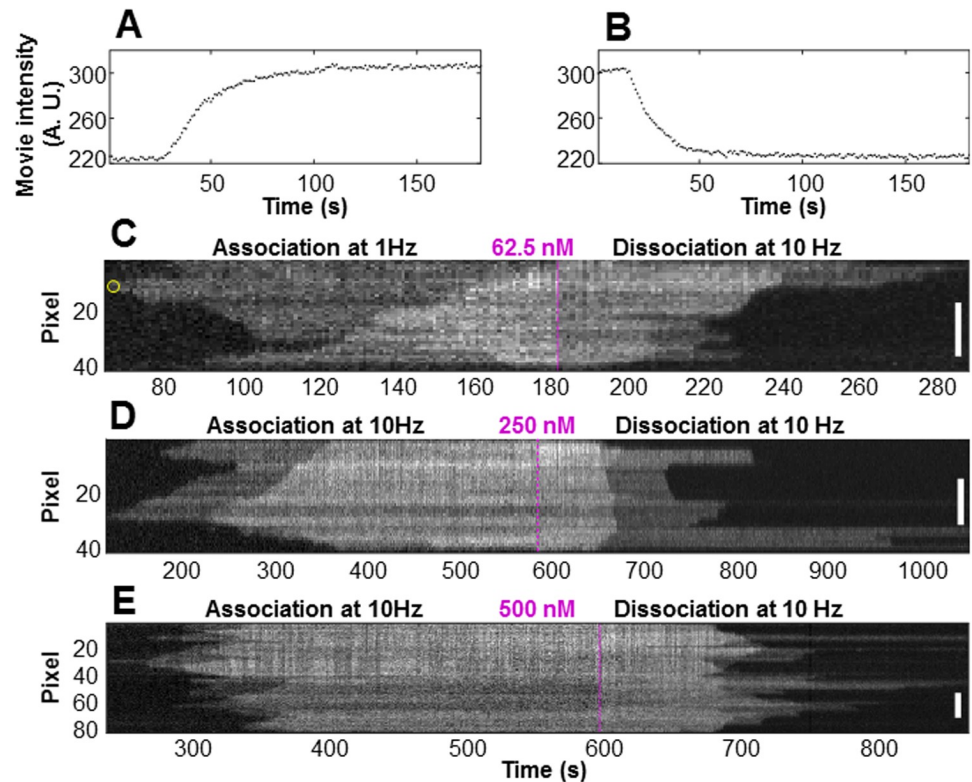 A
B
Movie intensity
(A. U.)
300
260
220
50
100
150
Time (s)
300
260
220
50
100
150
Time (s)
C
Association at 1Hz
62.5 nM
Dissociation at 10 Hz
Pixel
20
40
80
100
120
140
160
180
200
220
240
260
280
D
Association at 10Hz
250 nM
Dissociation at 10 Hz
Pixel
20
40
200
300
400
500
600
700
800
900
1000
E
Association at 10Hz
500 nM
Dissociation at 10 Hz
Pixel
20
40
60
80
300
400
500
600
700
800
Time (s)